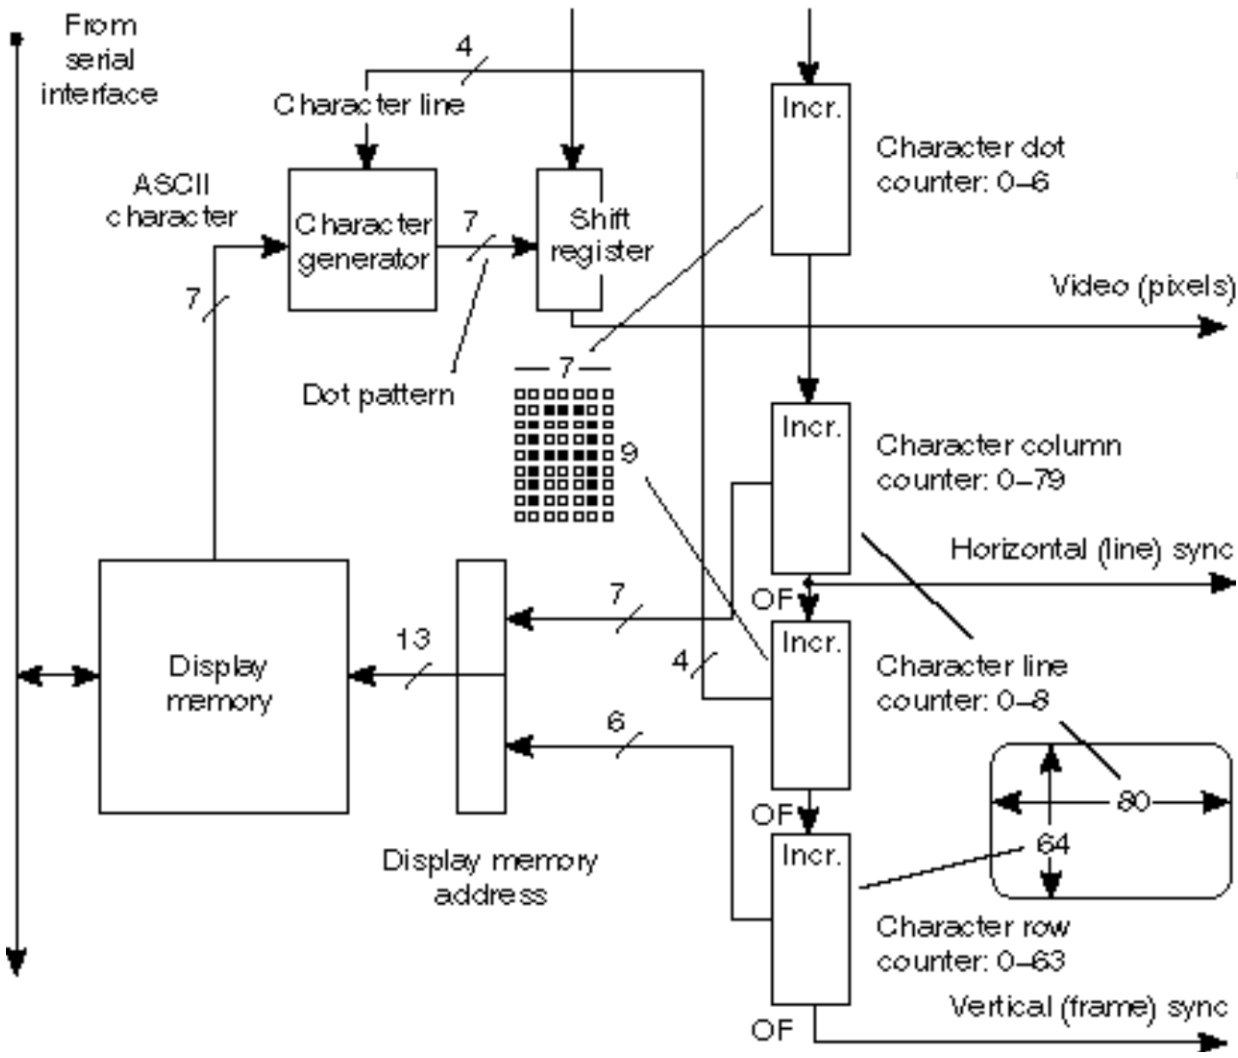 From
serial
interface
4
Character line
Incr.
Character dot
counter: 0–6
ASCII
character
Character
generator
7
Shift
register
7
Video (pixels)
Dot pattern
7
9
Incr.
Character column
counter: 0–79
Horizontal (line) sync
OF
7
Incr.
Display
memory
13
4
Character line
counter: 0–8
6
80
OF
64
Incr.
Display memory
address
Character row
counter: 0–63
Vertical (frame) sync
OF